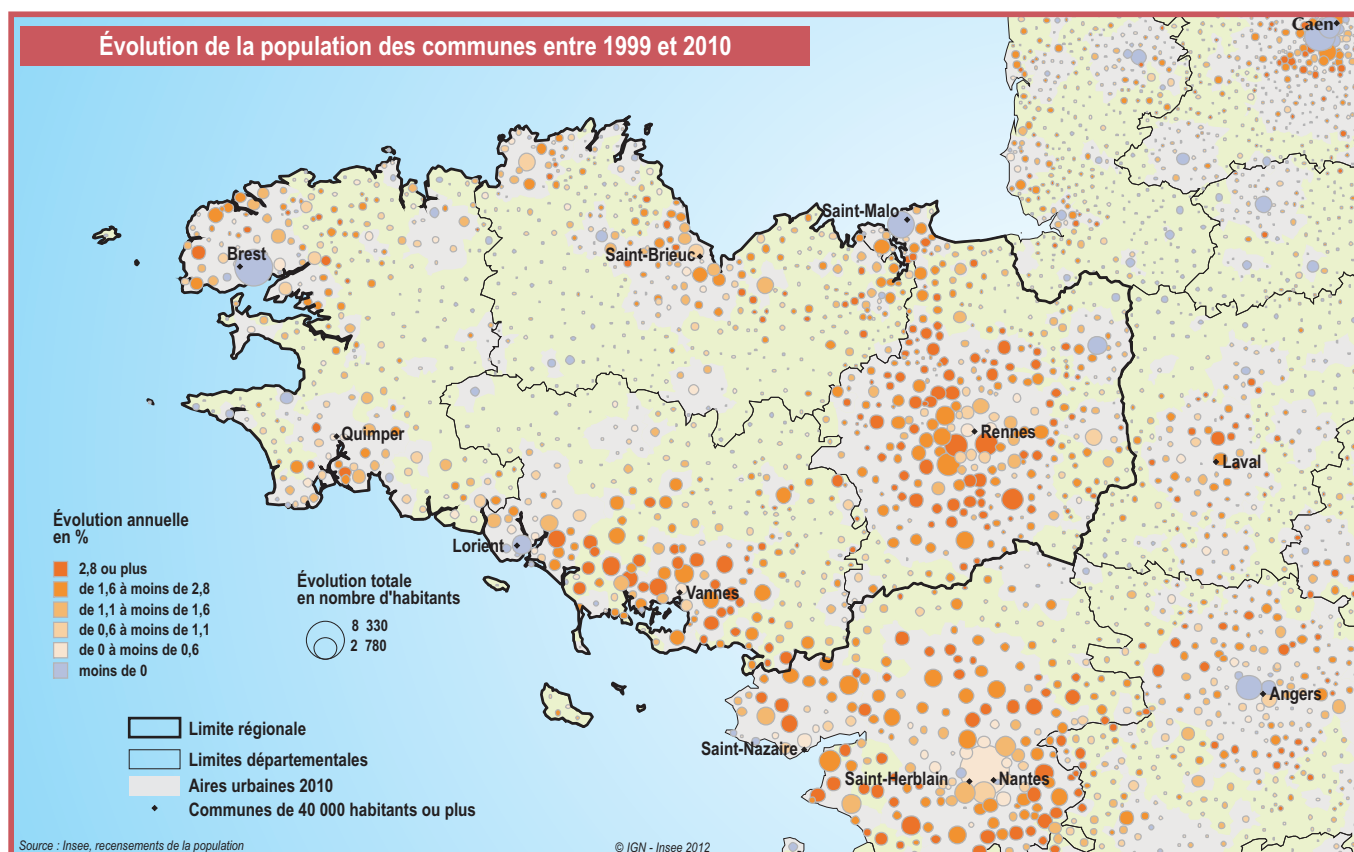 Évolution de la population des communes entre 1999 et 2010
Caen
Saint-Malo
Brest
Saint-Brieuc
Quimper
Rennes
Laval
Lorient
Vannes
Angers
Saint-Nazaire
Saint-Herblain
Nantes
Évolution annuelle
en %
2,8 ou plus
de 1,6 à moins de 2,8
de 1,1 à moins de 1,6
de 0,6 à moins de 1,1
de 0 à moins de 0,6
moins de 0
Évolution totale
en nombre d'habitants
8 330
2 780
Limite régionale
Limites départementales
Aires urbaines 2010
Communes de 40 000 habitants ou plus
Source : Insee, recensements de la population
© IGN - Insee 2012